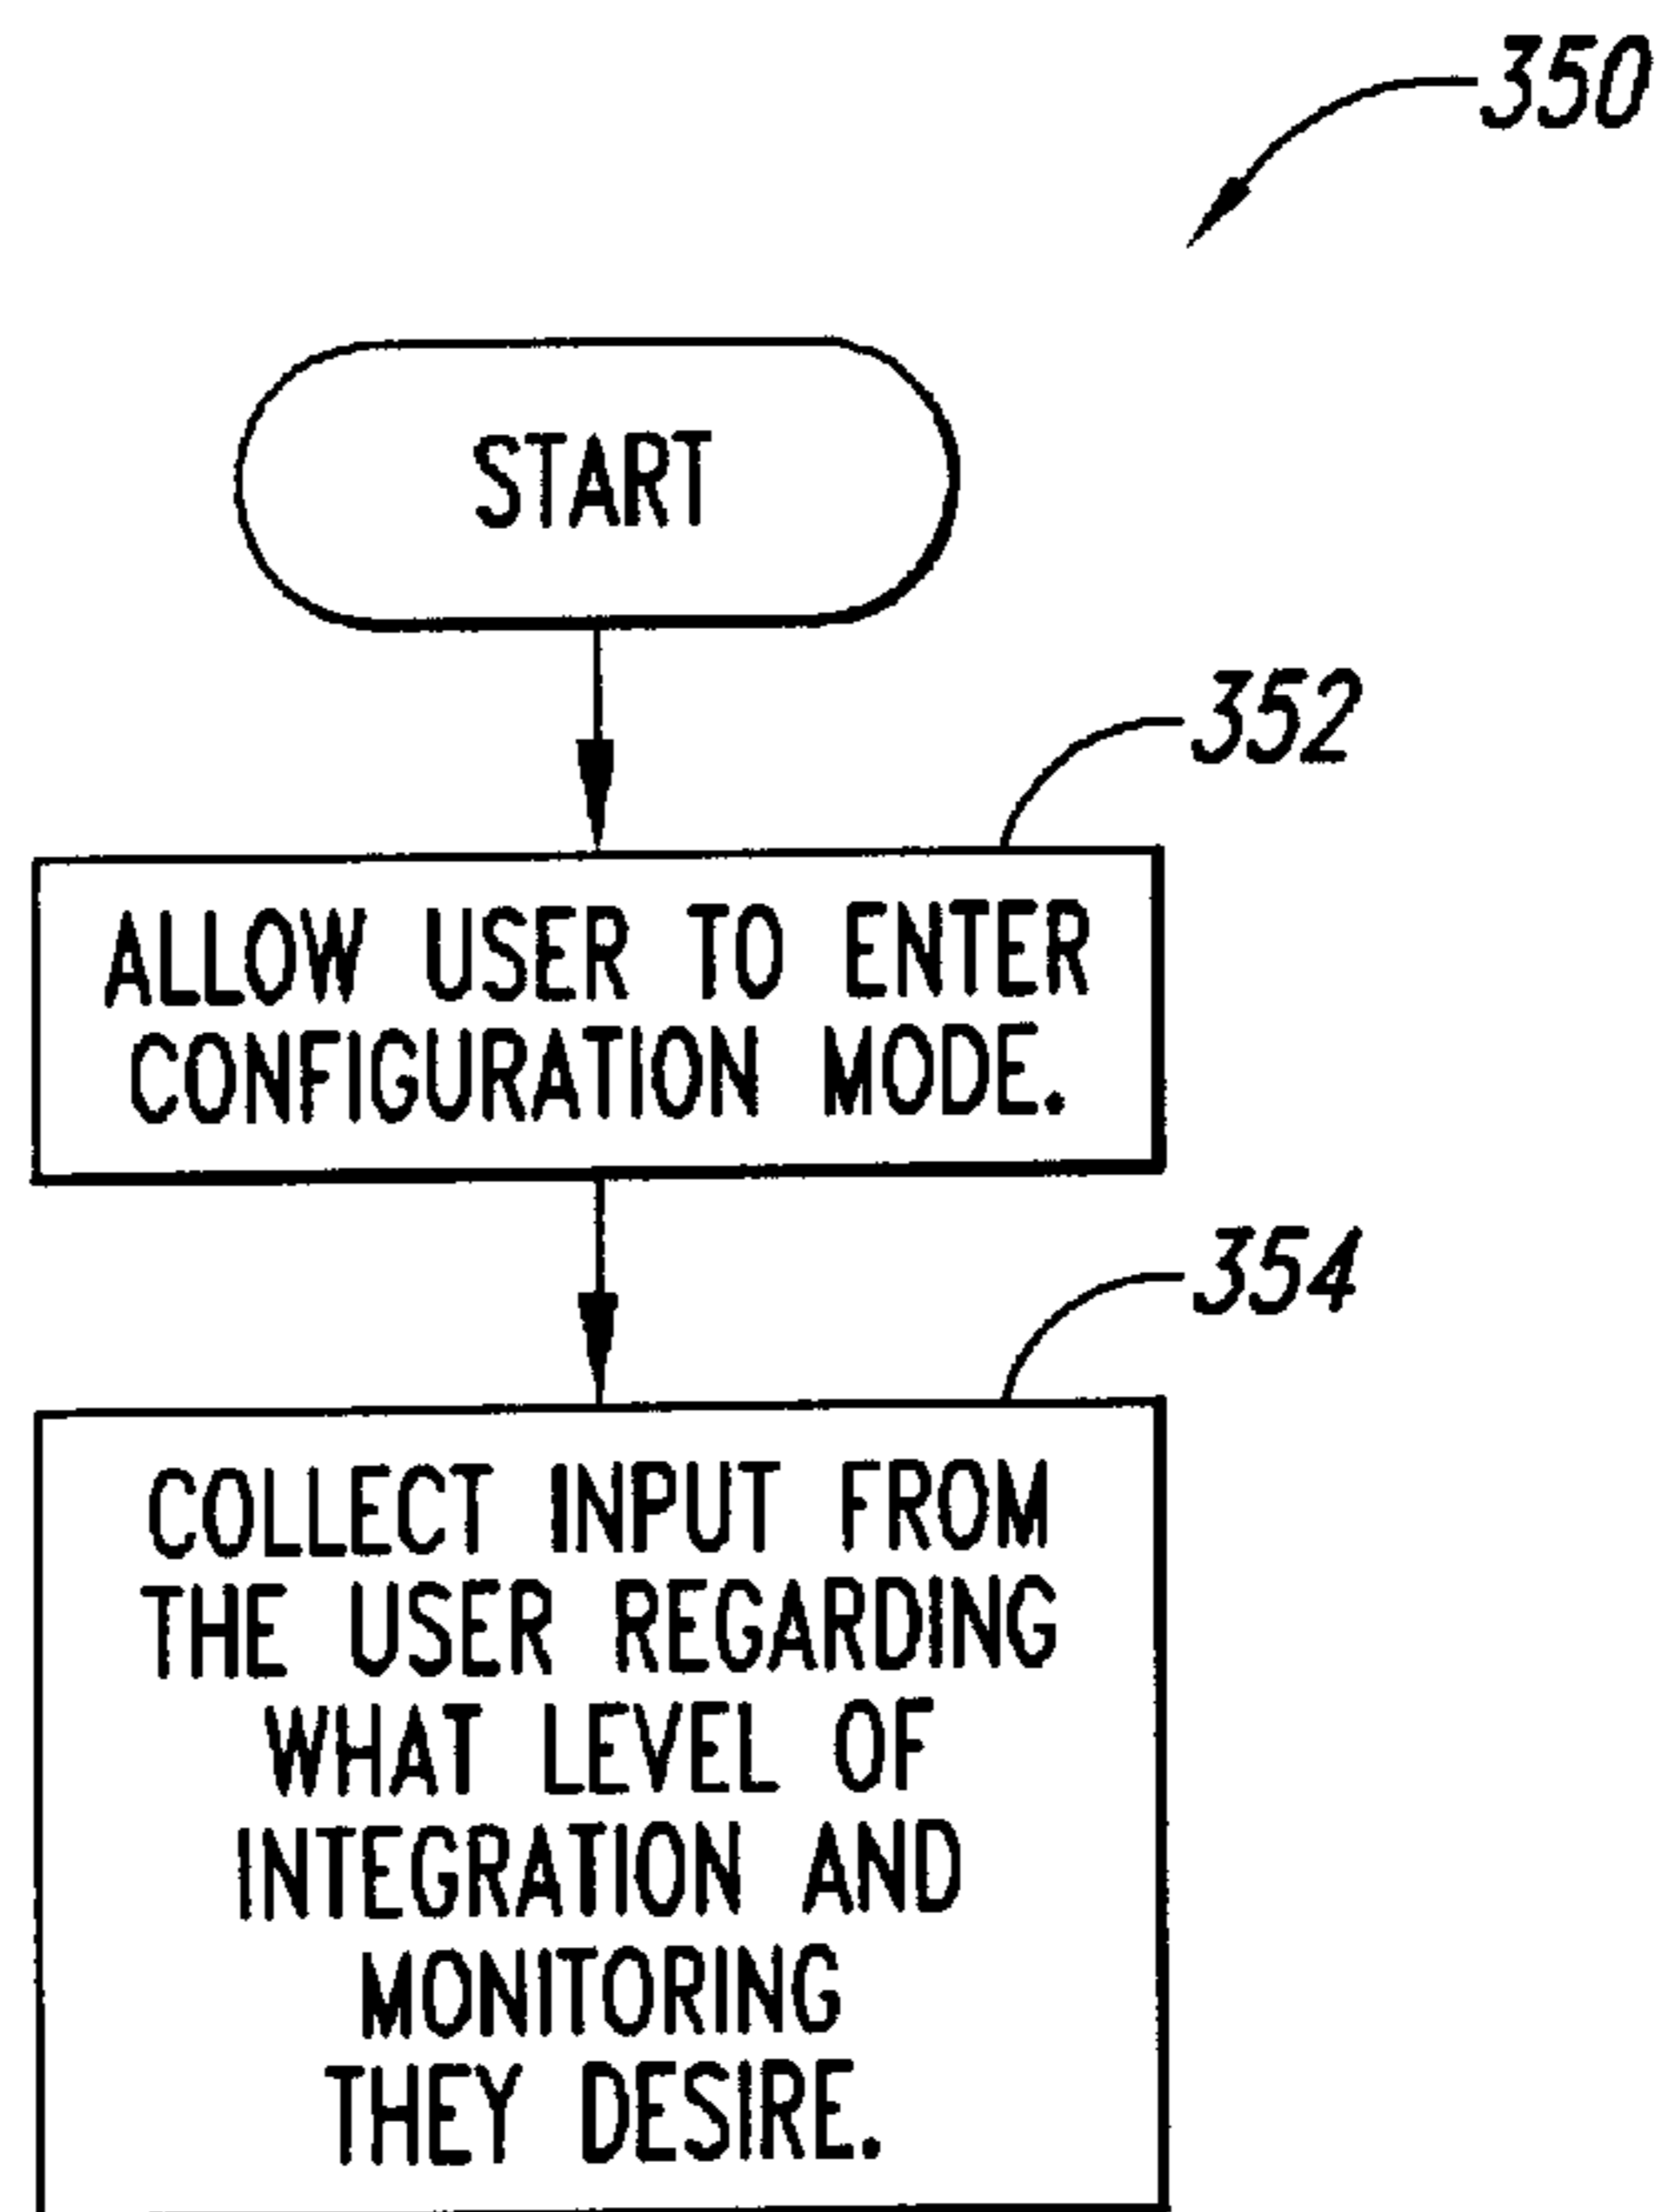 350
START
352
ALLOW USER TO ENTER
CONFIGURATION MODE.
354
COLLECT INPUT FROM
THE USER REGARDING
WHAT LEVEL OF
INTEGRATION AND
MONITORING
THEY DESIRE.